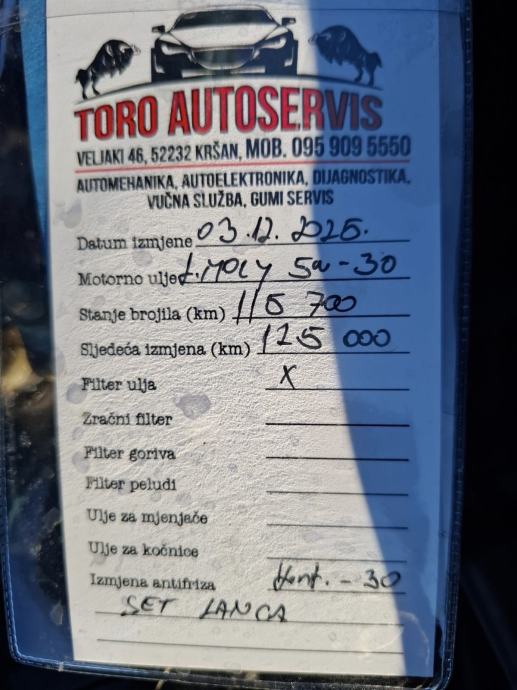 TORO AUTOSERVIS
VELJAKI 46, 52232 KRŠAN, MOB. 095 909 5550
AUTOMEHANIKA, AUTOELEKTRONIKA, DIJAGNOSTIKA,
VUČNA SLUŽBA, GUMI SERVIS
Datum izmjene 03.12.2025.
Motorno ulje L.MOLY 5W-30
Stanje brojila (km) 115 700
Sljedeća izmjena (km) 125 000
Filter ulja X
Zračni filter
Filter goriva
Filter peludi
Ulje za mjenjače
Ulje za kočnice
Izmjena antifriza -30
SET LANCA